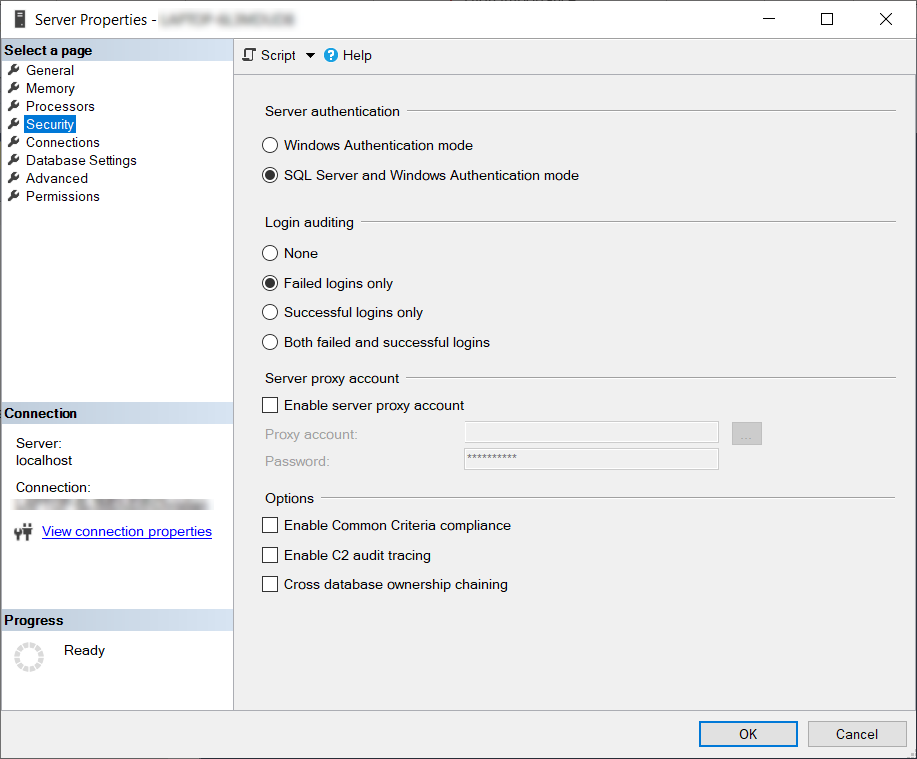 Server Properties -
Select a page
General
Memory
Processors
Security
Connections
Database Settings
Advanced
Permissions
Connection
Server:
localhost
Connection:
View connection properties
Progress
Ready
Script
Help
Server authentication
Windows Authentication mode
SQL Server and Windows Authentication mode
Login auditing
None
Failed logins only
Successful logins only
Both failed and successful logins
Server proxy account
Enable server proxy account
Proxy account:
...
Password: **********
Options
Enable Common Criteria compliance
Enable C2 audit tracing
Cross database ownership chaining
OK
Cancel